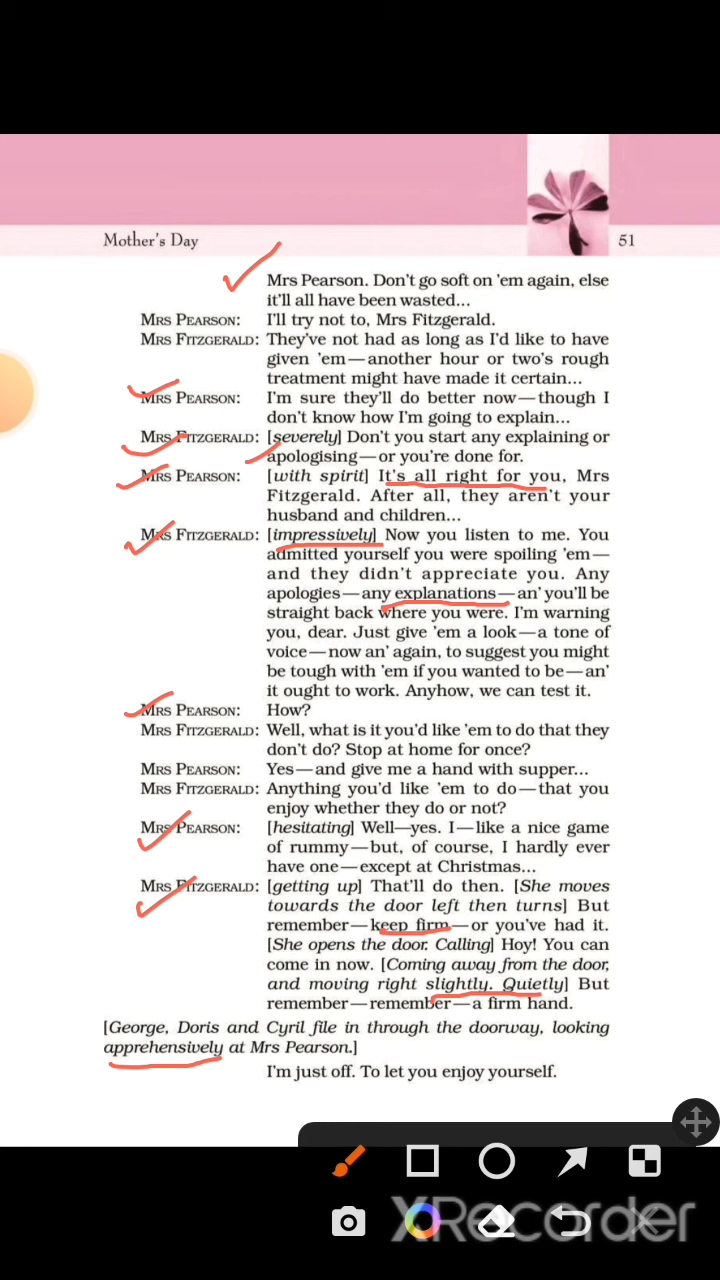 Mother's Day 51
Mrs Pearson. Don't go soft on 'em again, else
it'll all have been wasted...
MRS PEARSON: I'll try not to, Mrs Fitzgerald.
MRS FITZGERALD: They've not had as long as I'd like to have
given 'em—another hour or two's rough
treatment might have made it certain...
MRS PEARSON: I'm sure they'll do better now—though I
don't know how I'm going to explain...
MRS FITZGERALD: [severely] Don't you start any explaining or
apologising—or you're done for.
MRS PEARSON: [with spirit] It's all right for you, Mrs
Fitzgerald. After all, they aren't your
husband and children...
MRS FITZGERALD: [impressively] Now you listen to me. You
admitted yourself you were spoiling 'em—
and they didn't appreciate you. Any
apologies—any explanations—an' you'll be
straight back where you were. I'm warning
you, dear. Just give 'em a look—a tone of
voice—now an' again, to suggest you might
be tough with 'em if you wanted to be—an'
it ought to work. Anyhow, we can test it.
MRS PEARSON: How?
MRS FITZGERALD: Well, what is it you'd like 'em to do that they
don't do? Stop at home for once?
MRS PEARSON: Yes—and give me a hand with supper...
MRS FITZGERALD: Anything you'd like 'em to do—that you
enjoy whether they do or not?
MRS PEARSON: [hesitating] Well—yes. I—like a nice game
of rummy—but, of course, I hardly ever
have one—except at Christmas...
MRS FITZGERALD: [getting up] That'll do then. [She moves
towards the door left then turns] But
remember—keep firm—or you've had it.
[She opens the door. Calling] Hoy! You can
come in now. [Coming away from the door,
and moving right slightly. Quietly] But
remember—remember—a firm hand.
[George, Doris and Cyril file in through the doorway, looking
apprehensively at Mrs Pearson.]
I'm just off. To let you enjoy yourself.
XRecorder